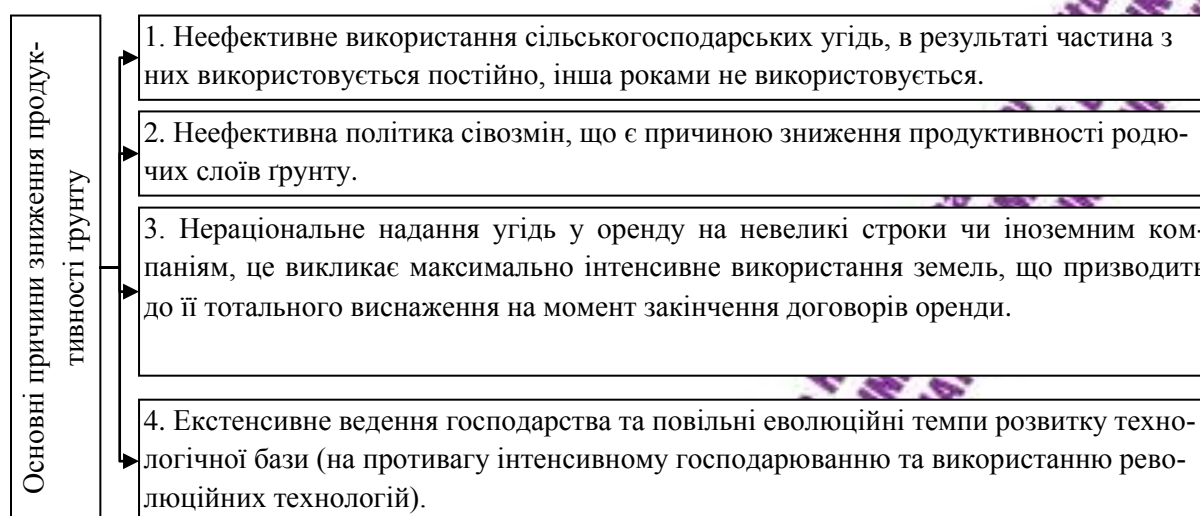 Основні причини зниження продук-
тивності ґрунту
1. Неефективне використання сільськогосподарських угідь, в результаті частина з
них використовується постійно, інша роками не використовується.
2. Неефективна політика сівозмін, що є причиною зниження продуктивності родю-
чих слоїв ґрунту.
3. Нераціональне надання угідь у оренду на невеликі строки чи іноземним ком-
паніям, це викликає максимально інтенсивне використання земель, що призводить
до її тотального виснаження на момент закінчення договорів оренди.
4. Екстенсивне ведення господарства та повільні еволюційні темпи розвитку техно-
логічної бази (на противагу інтенсивному господарюванню та використанню рево-
люційних технологій).